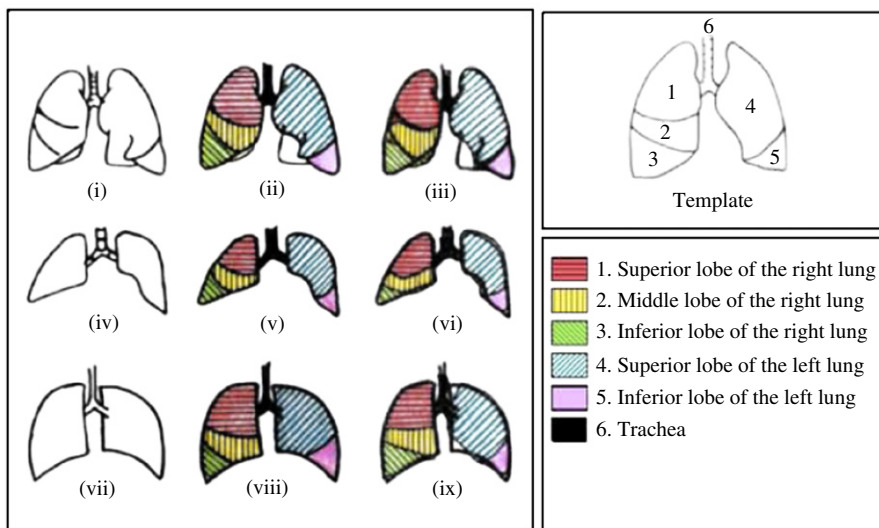 (i) (ii) (iii)
(iv) (v) (vi)
(vii) (viii) (ix)
6
1
4
2
3
5
Template
1. Superior lobe of the right lung
2. Middle lobe of the right lung
3. Inferior lobe of the right lung
4. Superior lobe of the left lung
5. Inferior lobe of the left lung
6. Trachea